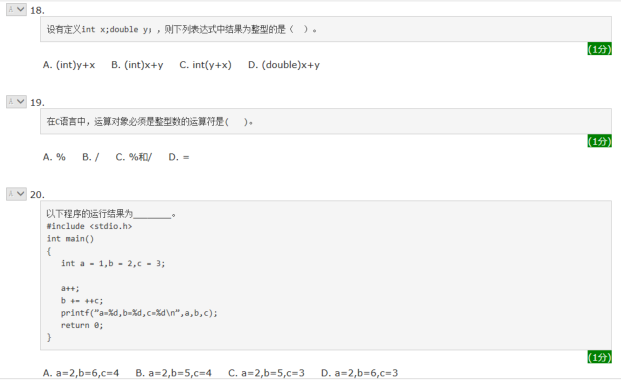 A
18.
设有定义int x;double y;，则下列表达式中结果为整型的是（  ）。
(1分)
A. (int)y+x  B. (int)x+y  C. int(y+x)  D. (double)x+y
A
19.
在C语言中，运算对象必须是整型数的运算符是(   )。
(1分)
A. %  B. /  C. %和/  D. =
A
20.
以下程序的运行结果为________。
#include <stdio.h>
int main()
{
int a = 1,b = 2,c = 3;
a++;
b += ++c;
printf("a=%d,b=%d,c=%d\n",a,b,c);
return 0;
}
(1分)
A. a=2,b=6,c=4  B. a=2,b=5,c=4  C. a=2,b=5,c=3  D. a=2,b=6,c=3